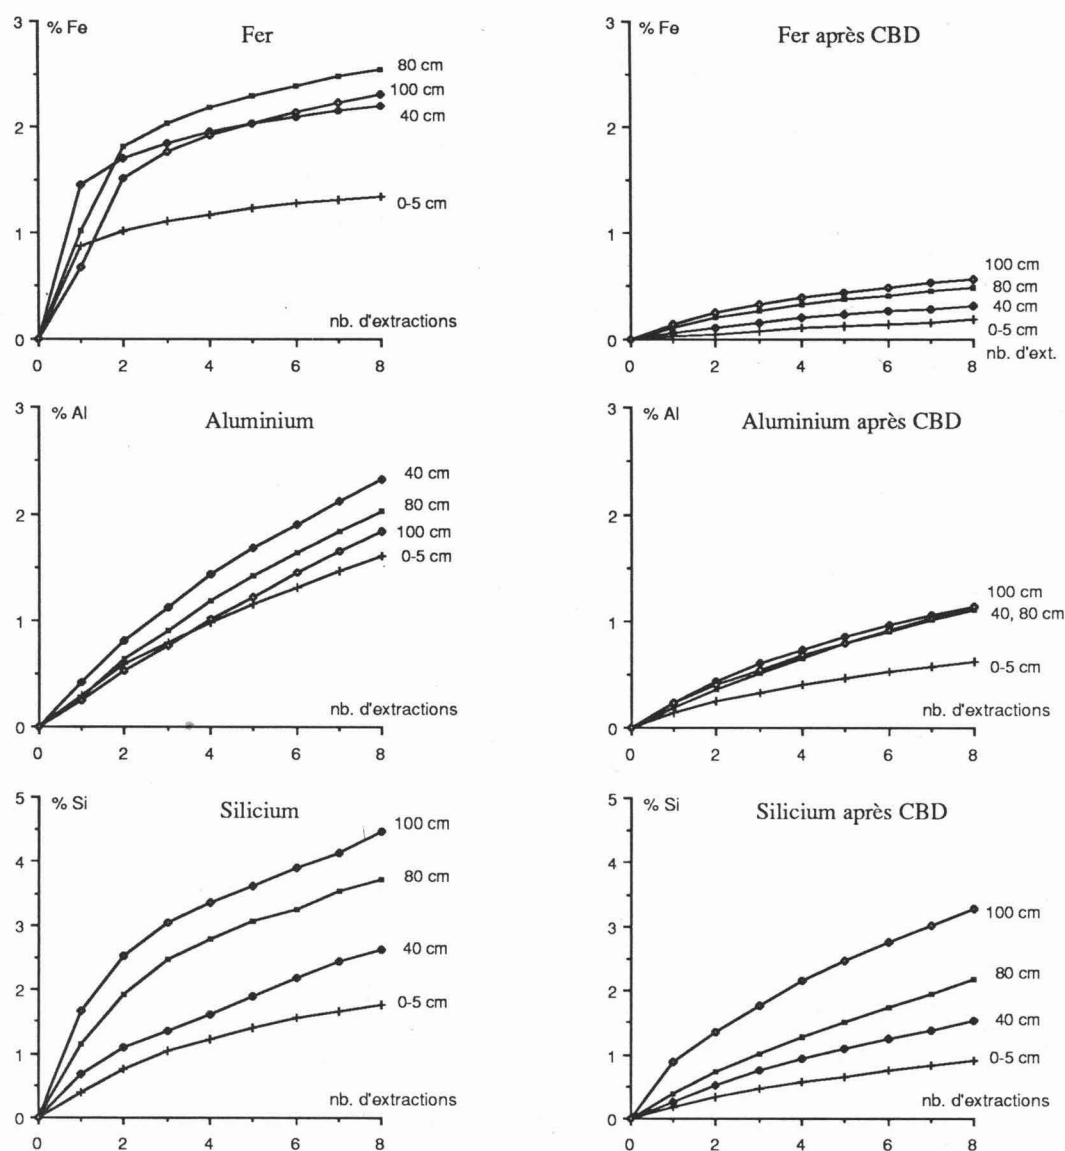 % Fe
Fer
3
2
1
0
80 cm
100 cm
40 cm
0-5 cm
nb. d'extractions
0 2 4 6 8
% Fe
Fer après CBD
3
2
1
0
100 cm
80 cm
40 cm
0-5 cm
nb. d'ext.
0 2 4 6 8
% Al
Aluminium
3
2
1
0
40 cm
80 cm
100 cm
0-5 cm
nb. d'extractions
0 2 4 6 8
% Al
Aluminium après CBD
3
2
1
0
100 cm
40, 80 cm
0-5 cm
nb. d'extractions
0 2 4 6 8
% Si
Silicium
5
4
3
2
1
0
100 cm
80 cm
40 cm
0-5 cm
nb. d'extractions
0 2 4 6 8
% Si
Silicium après CBD
5
4
3
2
1
0
100 cm
80 cm
40 cm
0-5 cm
nb. d'extractions
0 2 4 6 8